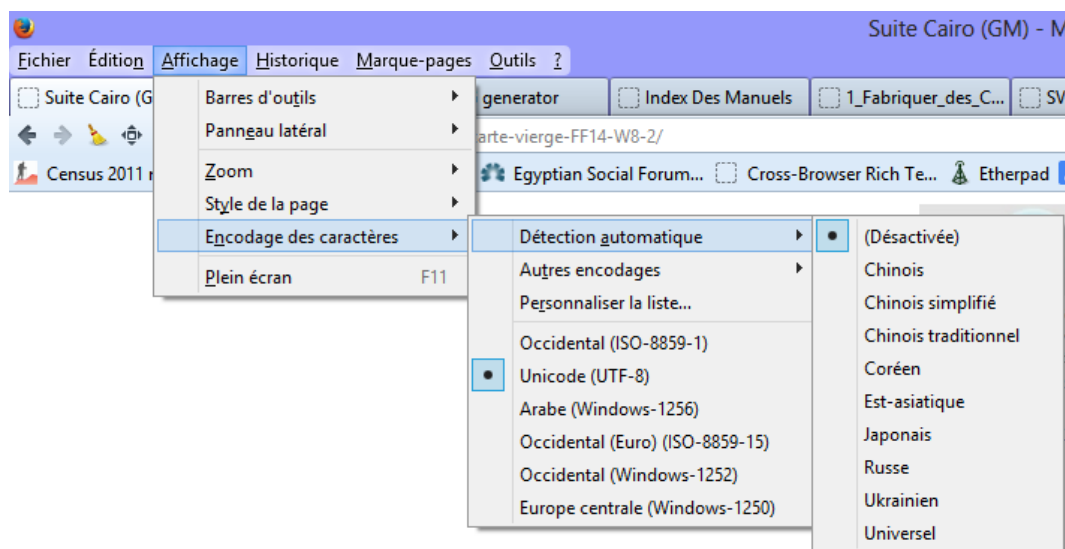 Suite Cairo (GM) - M
Fichier Édition Affichage Historique Marque-pages Outils ?
Suite Cairo (G
generator
Index Des Manuels
1_Fabriquer_des_C...
SV
arte-vierge-FF14-W8-2/
Census 2011 r
Egyptian Social Forum...
Cross-Browser Rich Te...
Etherpad
Barres d'outils
Panneau latéral
Zoom
Style de la page
Encodage des caractères
Plein écran F11
Détection automatique
Autres encodages
Personnaliser la liste...
Occidental (ISO-8859-1)
Unicode (UTF-8)
Arabe (Windows-1256)
Occidental (Euro) (ISO-8859-15)
Occidental (Windows-1252)
Europe centrale (Windows-1250)
(Désactivée)
Chinois
Chinois simplifié
Chinois traditionnel
Coréen
Est-asiatique
Japonais
Russe
Ukrainien
Universel